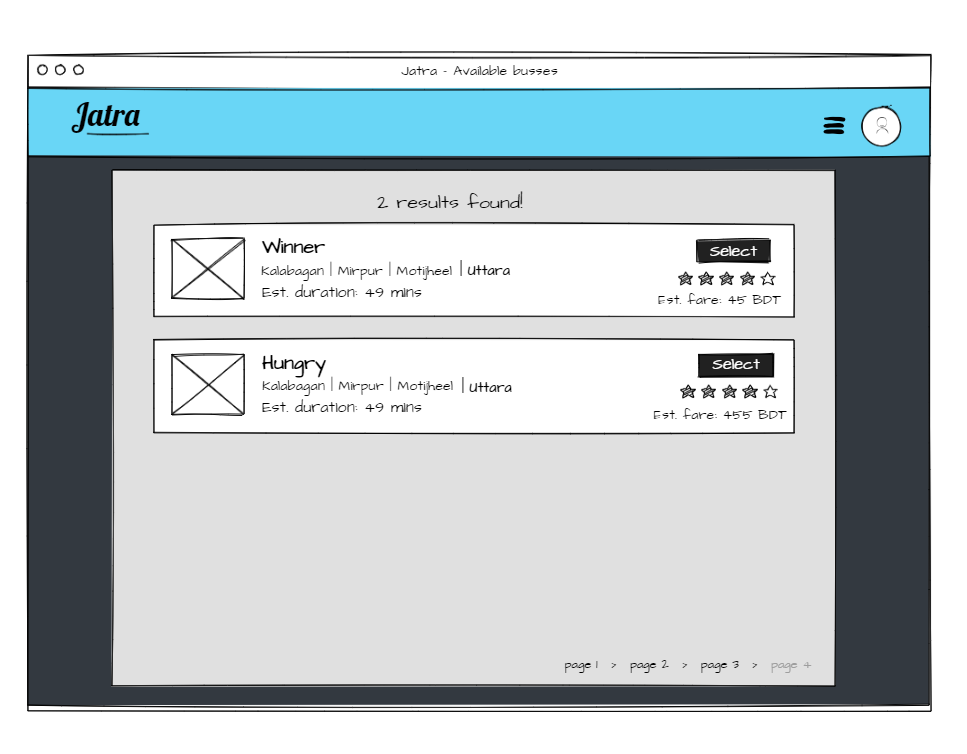 Jatra - Available busses
Jatra
2 results found!
Winner
Select
Kalabagan | Mirpur | Motijheel | Uttara
Est. duration: 49 mins
Est. fare: 45 BDT
Hungry
Select
Kalabagan | Mirpur | Motijheel | Uttara
Est. duration: 49 mins
Est. fare: 455 BDT
page 1 > page 2 > page 3 > page 4